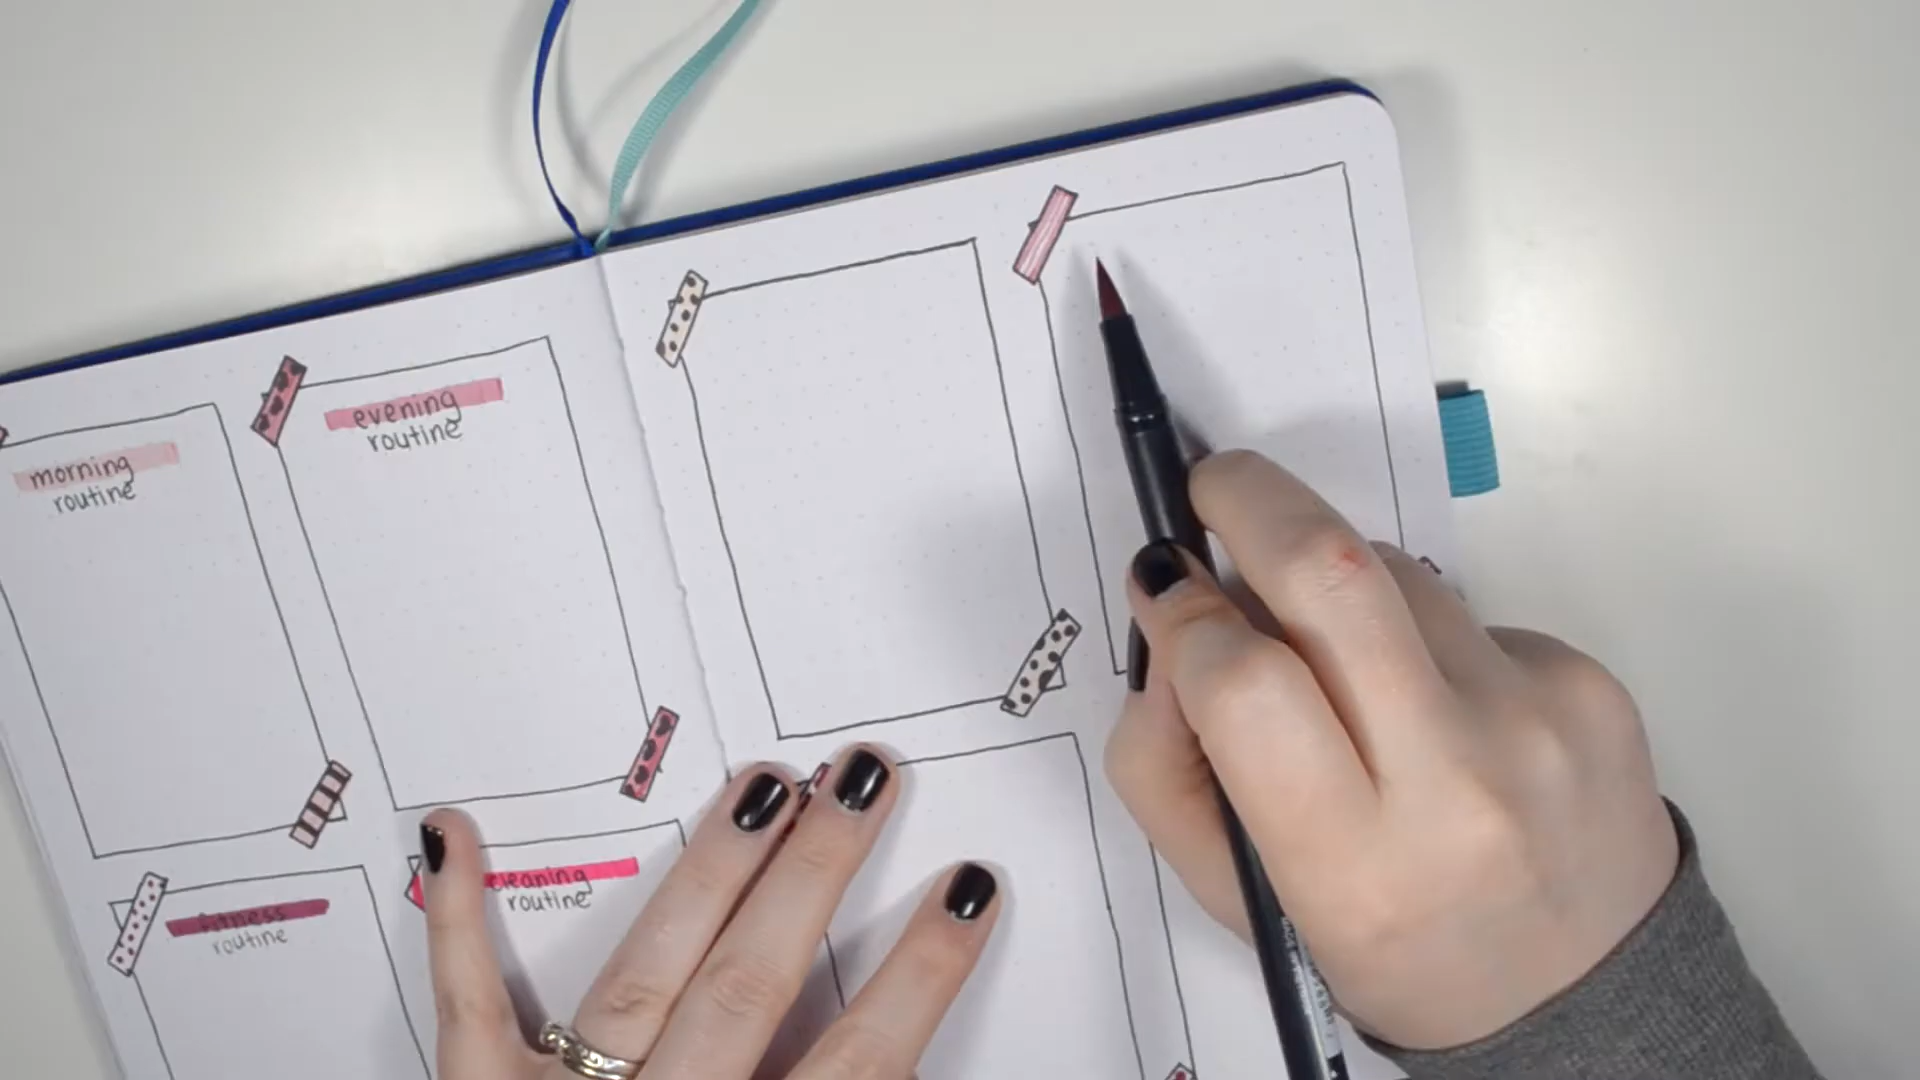 morning
routine
evening
routine
fitness
routine
cleaning
routine